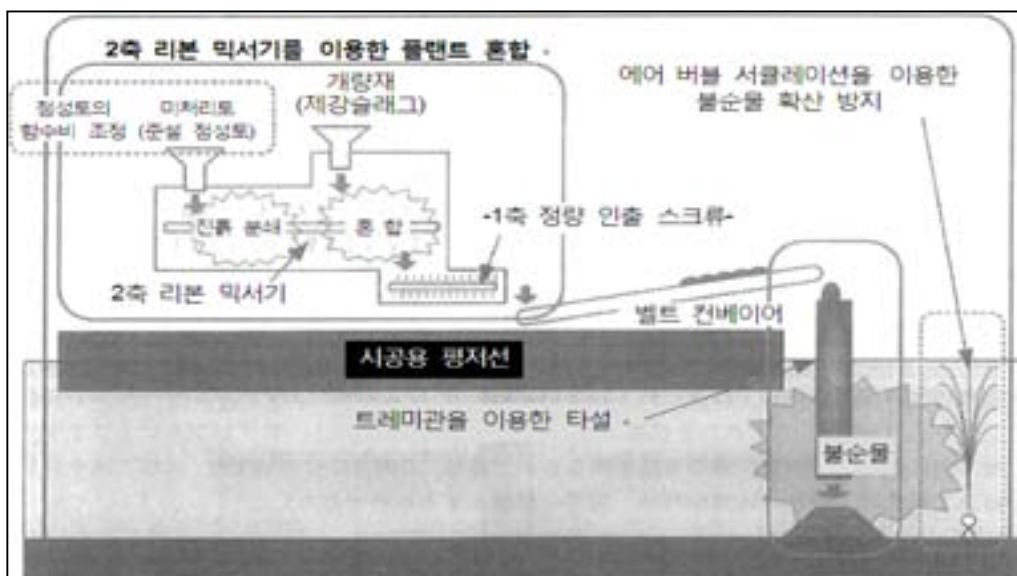 2축 리본 믹서기를 이용한 플랜트 혼합 -
개량재
(제강슬래그)
점성토의
함수비 조정
미처리토
(준설 점성토)
에어 버블 서클레이션을 이용한
불순물 확산 방지
진흙 분쇄
혼 합
-1축 정량 인출 스크류-
2축 리본 믹서기
벨트 컨베이어
시공용 평저선
트레미관을 이용한 타설 -
불순물